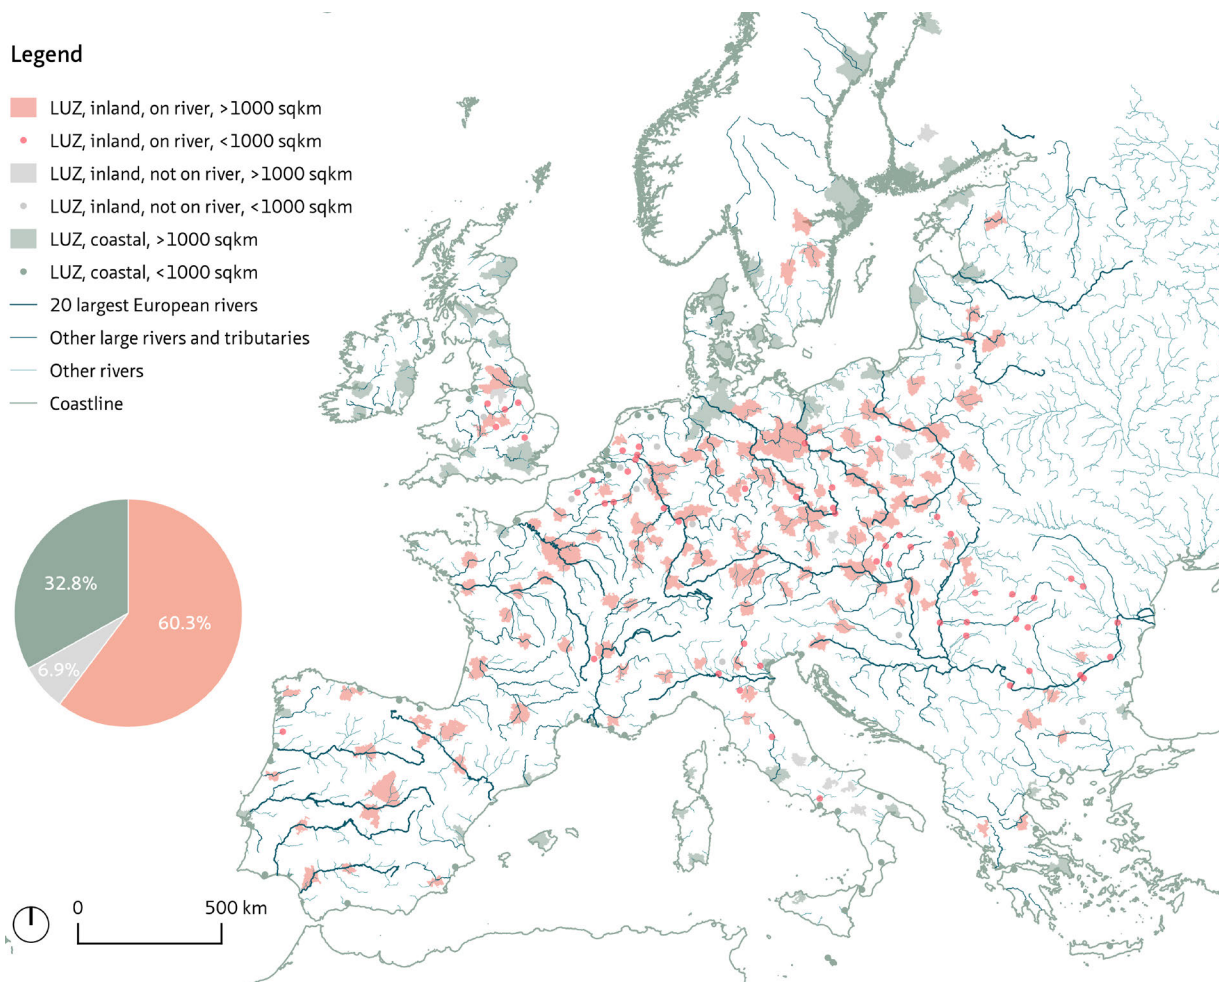 Legend
LUZ, inland, on river, >1000 sqkm
LUZ, inland, on river, <1000 sqkm
LUZ, inland, not on river, >1000 sqkm
LUZ, inland, not on river, <1000 sqkm
LUZ, coastal, >1000 sqkm
LUZ, coastal, <1000 sqkm
20 largest European rivers
Other large rivers and tributaries
Other rivers
Coastline
32.8%
60.3%
6.9%
0 500 km